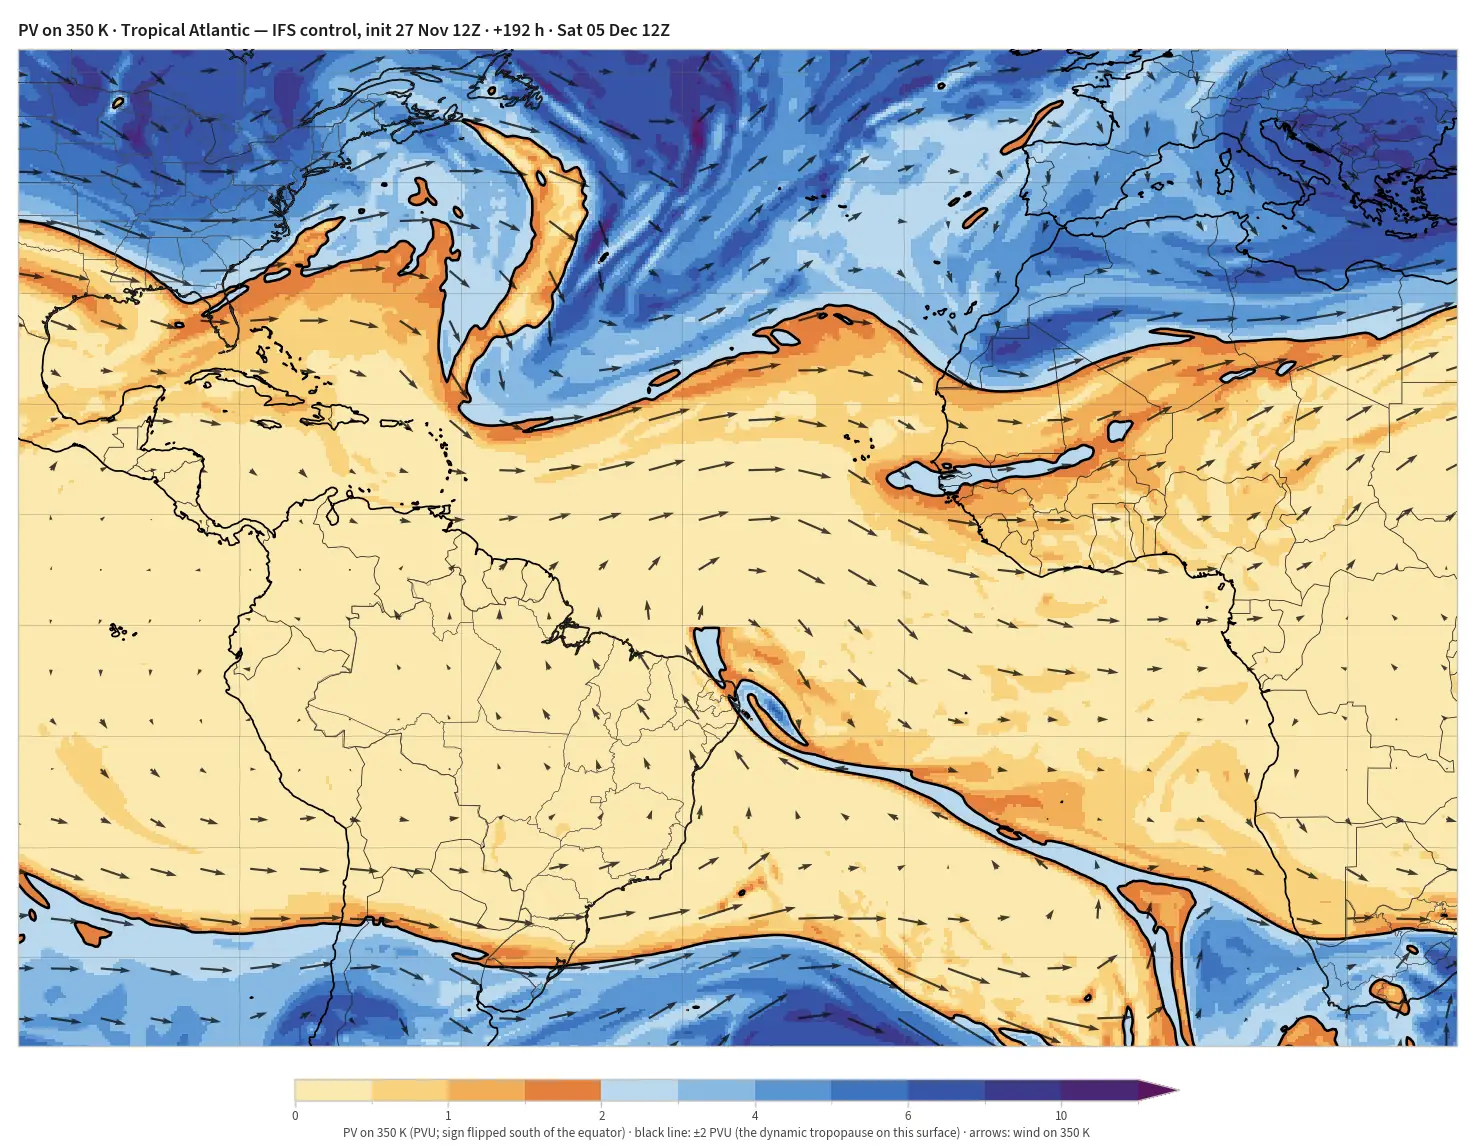 PV on 350 K · Tropical Atlantic — IFS control, init 27 Nov 12Z · +192 h · Sat 05 Dec 12Z
0 1 2 4 6 10
PV on 350 K (PVU; sign flipped south of the equator) · black line: ±2 PVU (the dynamic tropopause on this surface) · arrows: wind on 350 K